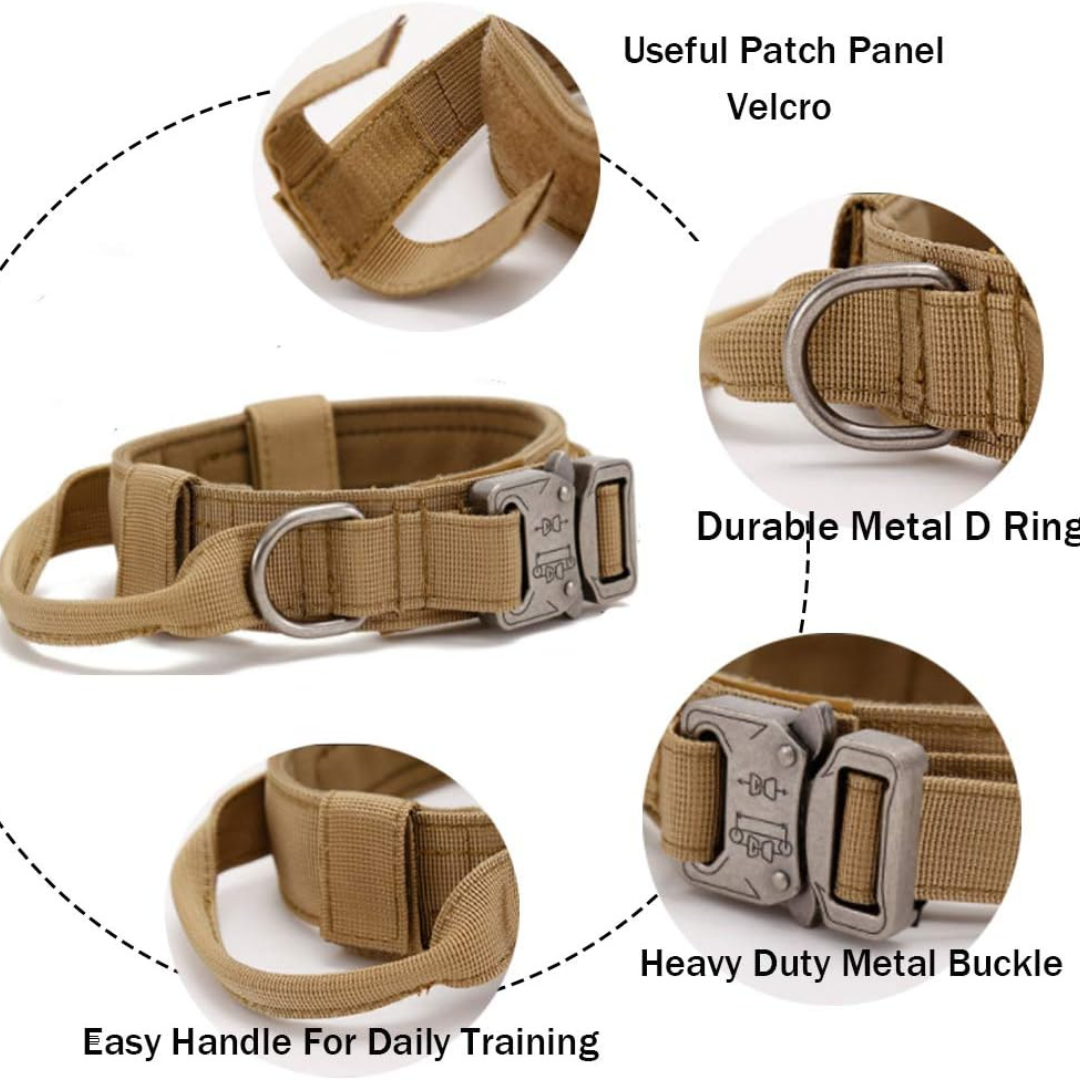 Useful Patch Panel
Velcro
Durable Metal D Ring
Heavy Duty Metal Buckle
Easy Handle For Daily Training